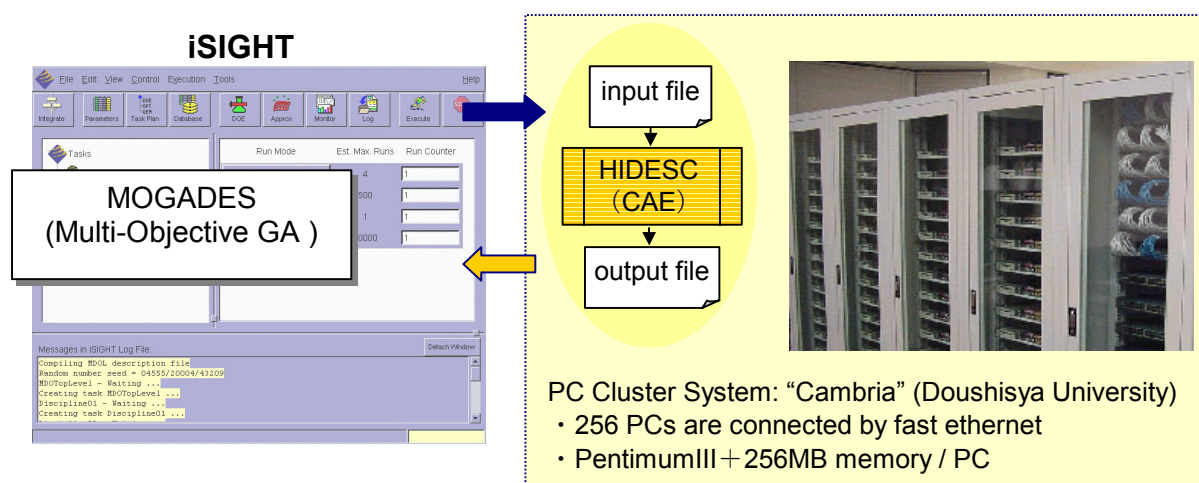 iSIGHT
File Edit View Control Execution Tools Help
Integrate Parameters Task Plan Database DOE Approx Monitor Log Execute
Tasks
Run Mode Est. Max. Runs Run Counter
4 1
500 1
1 1
0000 1
MOGADES
(Multi-Objective GA )
Messages in iSIGHT Log File:
Detach Window
Compiling MDOL description file
Random number seed = 04555/20004/43209
MDOTopLevel - Waiting ...
Creating task MDOTopLevel ...
Discipline01 - Waiting ...
Creating task Discipline01 ...
input file
HIDESC
（CAE）
output file
PC Cluster System: “Cambria” (Doushisya University)
・256 PCs are connected by fast ethernet
・PentimumIII＋256MB memory / PC